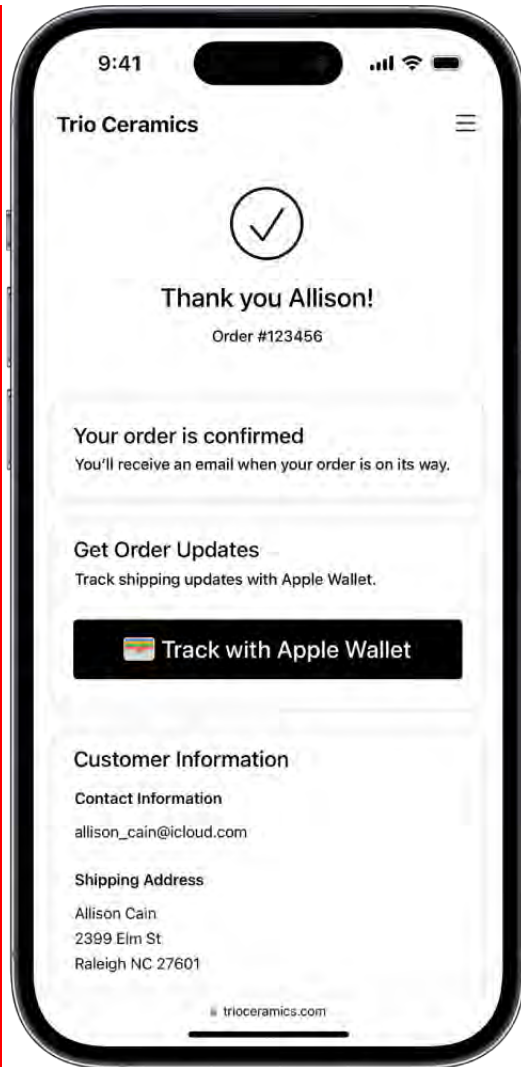 9:41
Trio Ceramics
Thank you Allison!
Order #123456
Your order is confirmed
You'll receive an email when your order is on its way.
Get Order Updates
Track shipping updates with Apple Wallet.
Track with Apple Wallet
Customer Information
Contact Information
allison_cain@icloud.com
Shipping Address
Allison Cain
2399 Elm St
Raleigh NC 27601
trioceramics.com